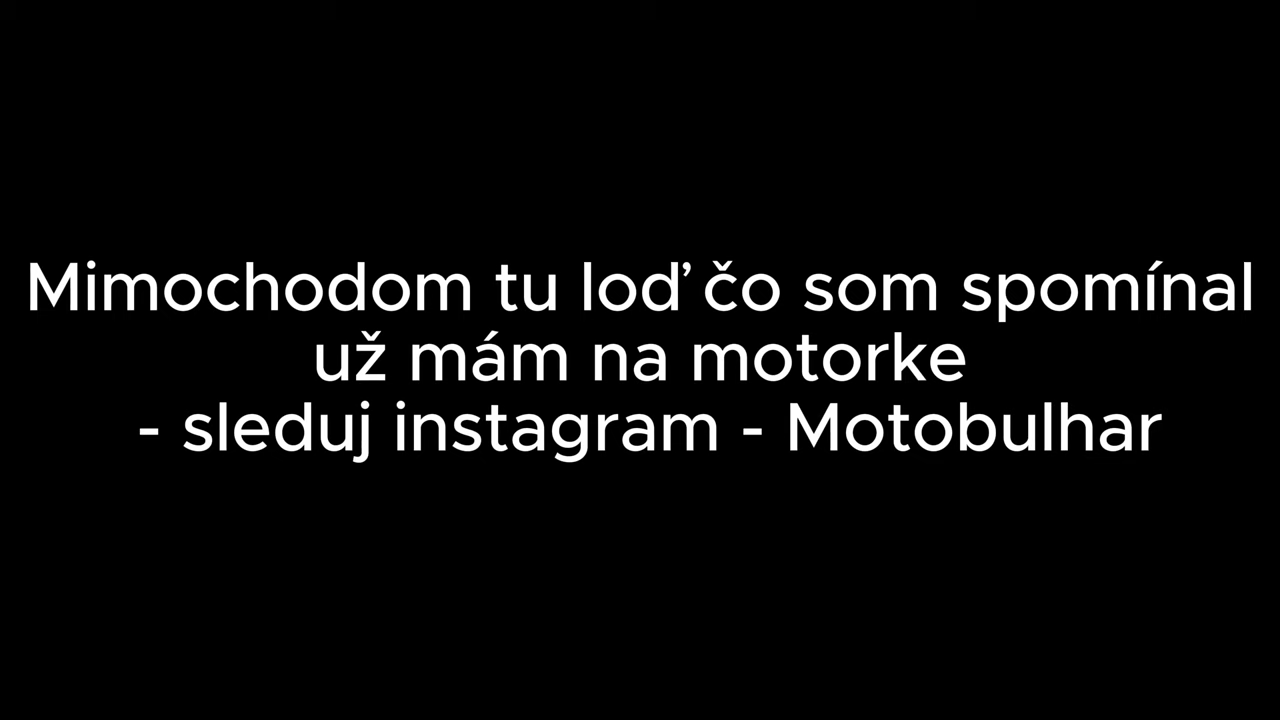 Mimochodom tu loď čo som spomínal
už mám na motorke
- sleduj instagram - Motobulhar